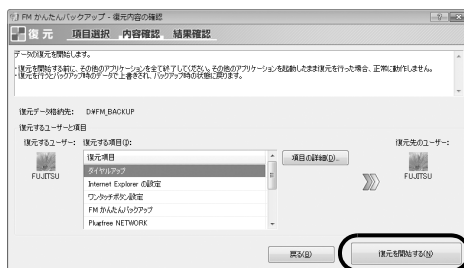 FM かんたんバックアップ - 復元内容の確認
復元 項目選択 内容確認 結果確認
データの復元を開始します。
・復元を開始する前に、その他のアプリケーションを全て終了してください。その他のアプリケーションを起動したまま復元を行った場合、正常に動作しません。
・復元を行うとバックアップ時のデータで上書きされ、バックアップ時の状態に戻ります。
復元データ格納先: D:¥FM_BACKUP
復元するユーザーと項目
復元するユーザー: 復元する項目(I): 復元先のユーザー:
復元項目 項目の詳細(D)...
ダイヤルアップ
FUJITSU FUJITSU
Internet Explorer の設定
ワンタッチボタン設定
FM かんたんバックアップ
Plugfree NETWORK
戻る(B) 復元を開始する(N)